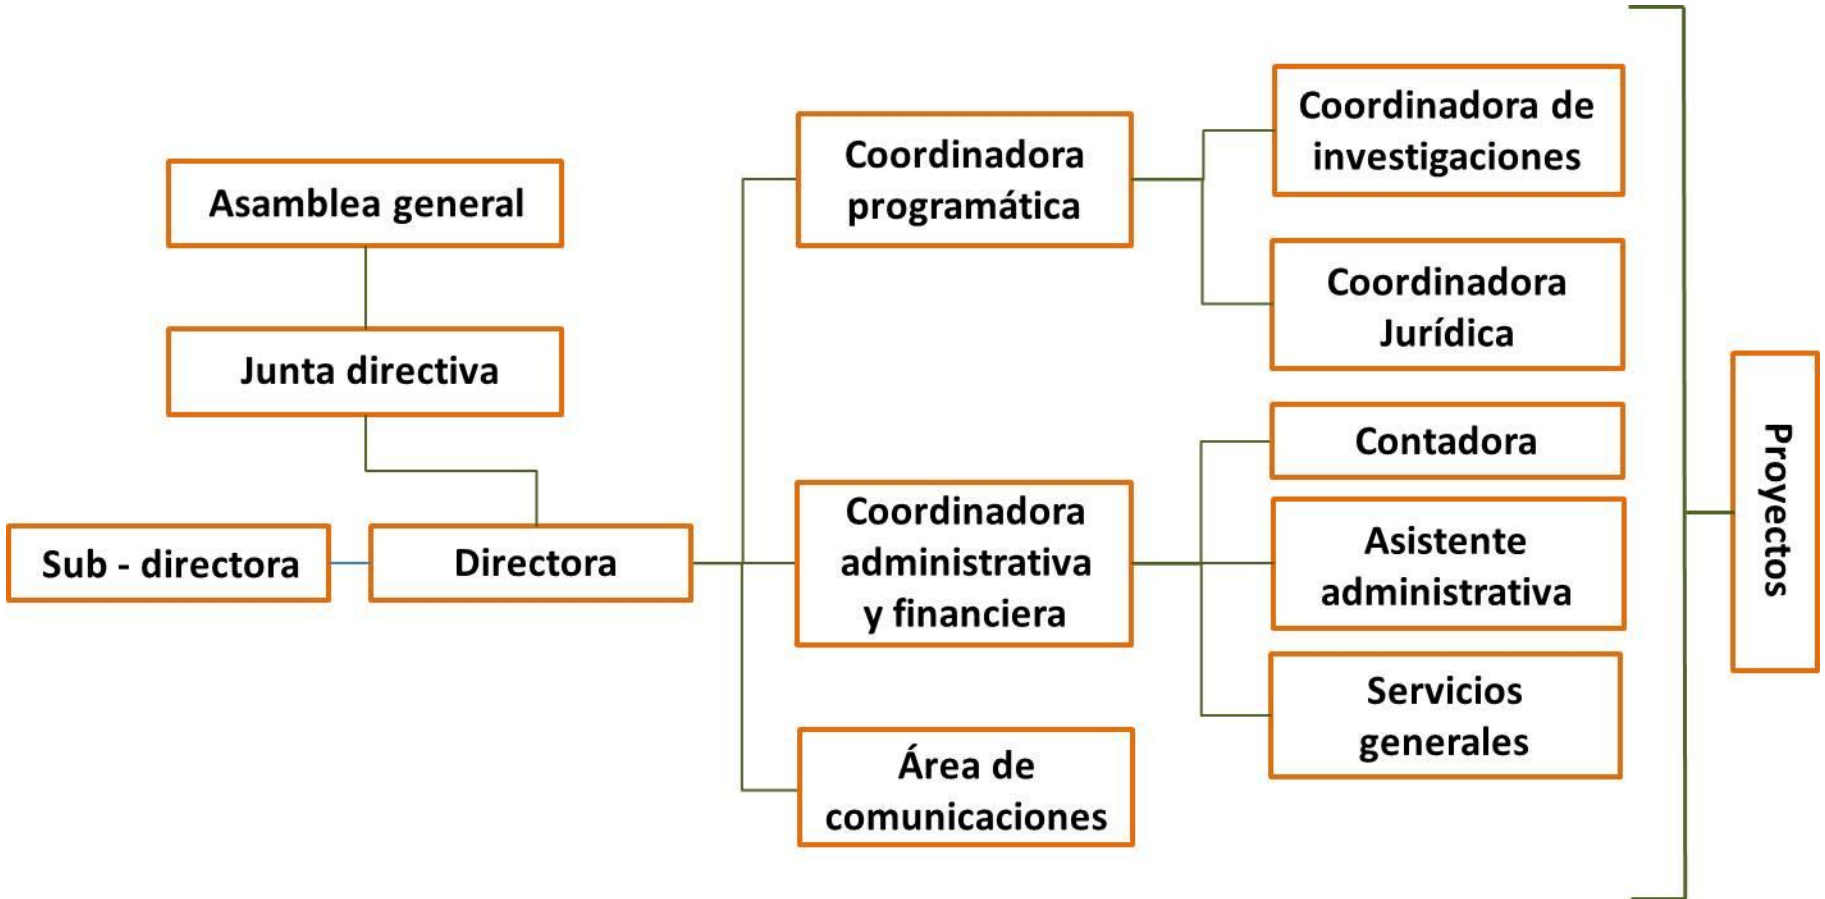 Asamblea general
Junta directiva
Sub - directora
Directora
Coordinadora
programática
Coordinadora
administrativa
y financiera
Área de
comunicaciones
Coordinadora de
investigaciones
Coordinadora
Jurídica
Contadora
Asistente
administrativa
Servicios
generales
Proyectos